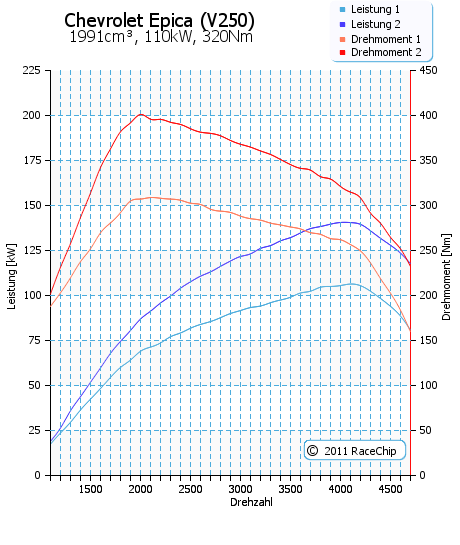 Chevrolet Epica (V250)
1991cm³, 110kW, 320Nm
Leistung 1
Leistung 2
Drehmoment 1
Drehmoment 2
225
200
175
150
125
100
75
50
25
0
Leistung [kW]
450
400
350
300
250
200
150
100
50
0
Drehmoment [Nm]
1500 2000 2500 3000 3500 4000 4500
Drehzahl
© 2011 RaceChip